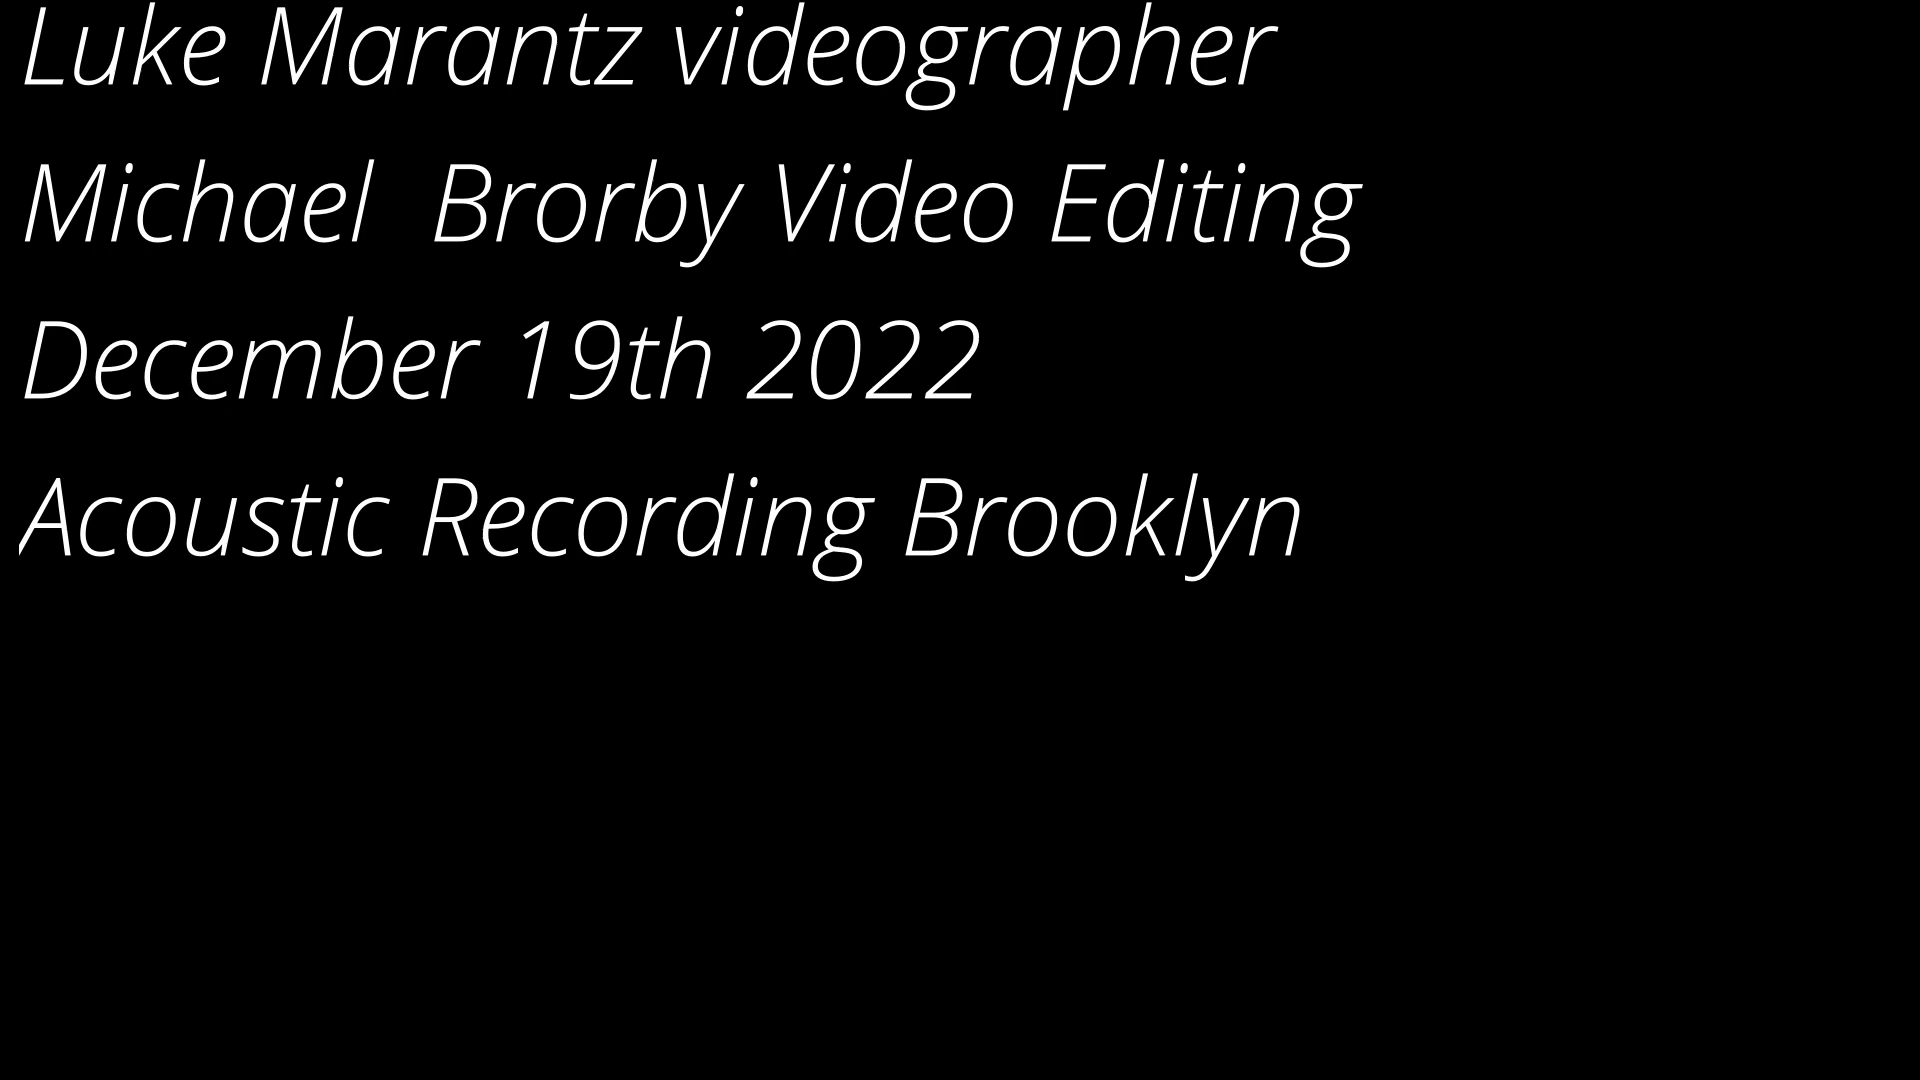 Luke Marantz videographer
Michael  Brorby Video Editing
December 19th 2022
Acoustic Recording Brooklyn